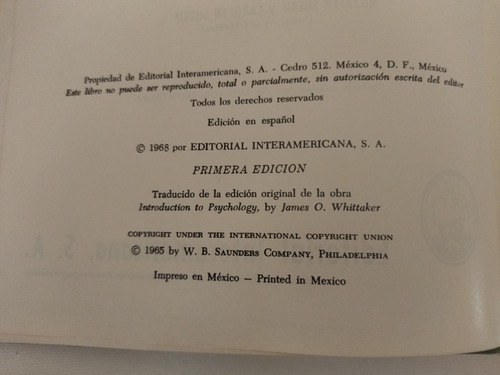 Propiedad de Editorial Interamericana, S. A. - Cedro 512. México 4, D. F., México
Este libro no puede ser reproducido, total o parcialmente, sin autorización escrita del editor
Todos los derechos reservados
Edición en español
© 1968 por EDITORIAL INTERAMERICANA, S. A.
PRIMERA EDICION
Traducido de la edición original de la obra
Introduction to Psychology, by James O. Whittaker
COPYRIGHT UNDER THE INTERNATIONAL COPYRIGHT UNION
© 1965 BY W. B. SAUNDERS COMPANY, PHILADELPHIA
Impreso en México — Printed in Mexico